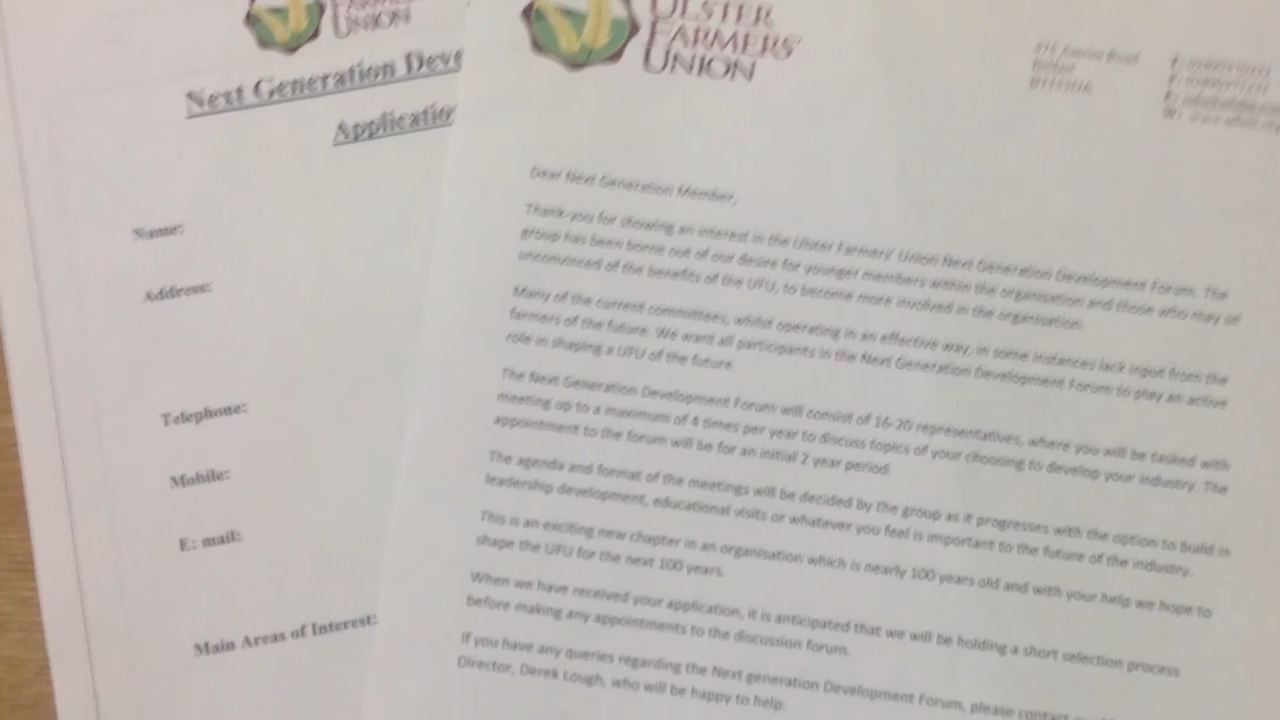 UNION
Next Generation Deve
Applicatio
Name:
Address:
Telephone:
Mobile:
E: mail:
Main Areas of Interest:
ULSTER
FARMERS'
UNION
Dear Next Generation Member,
Thank-you for showing an interest in the Ulster Farmers' Union Next Generation Development Forum. The
group has been borne out of our desire for younger members within the organisation and those who may
unconvinced of the benefits of the UFU, to become more involved in the organisation.
Many of the current committees, whilst operating in an effective way, in some instances lack input from the
farmers of the future. We want all participants in the Next Generation Development Forum to play an active
role in shaping a UFU of the future.
The Next Generation Development Forum will consist of 16-20 representatives, where you will be tasked with
meeting up to a maximum of 4 times per year to discuss topics of your choosing to develop your industry. The
appointment to the forum will be for an initial 2 year period.
The agenda and format of the meetings will be decided by the group as it progresses with the option to build in
leadership development, educational visits or whatever you feel is important to the future of the industry.
This is an exciting new chapter in an organisation which is nearly 100 years old and with your help we hope to
shape the UFU for the next 100 years.
When we have received your application, it is anticipated that we will be holding a short selection process
before making any appointments to the discussion forum.
If you have any queries regarding the Next generation Development Forum, please contact
Director, Derek Lough, who will be happy to help.